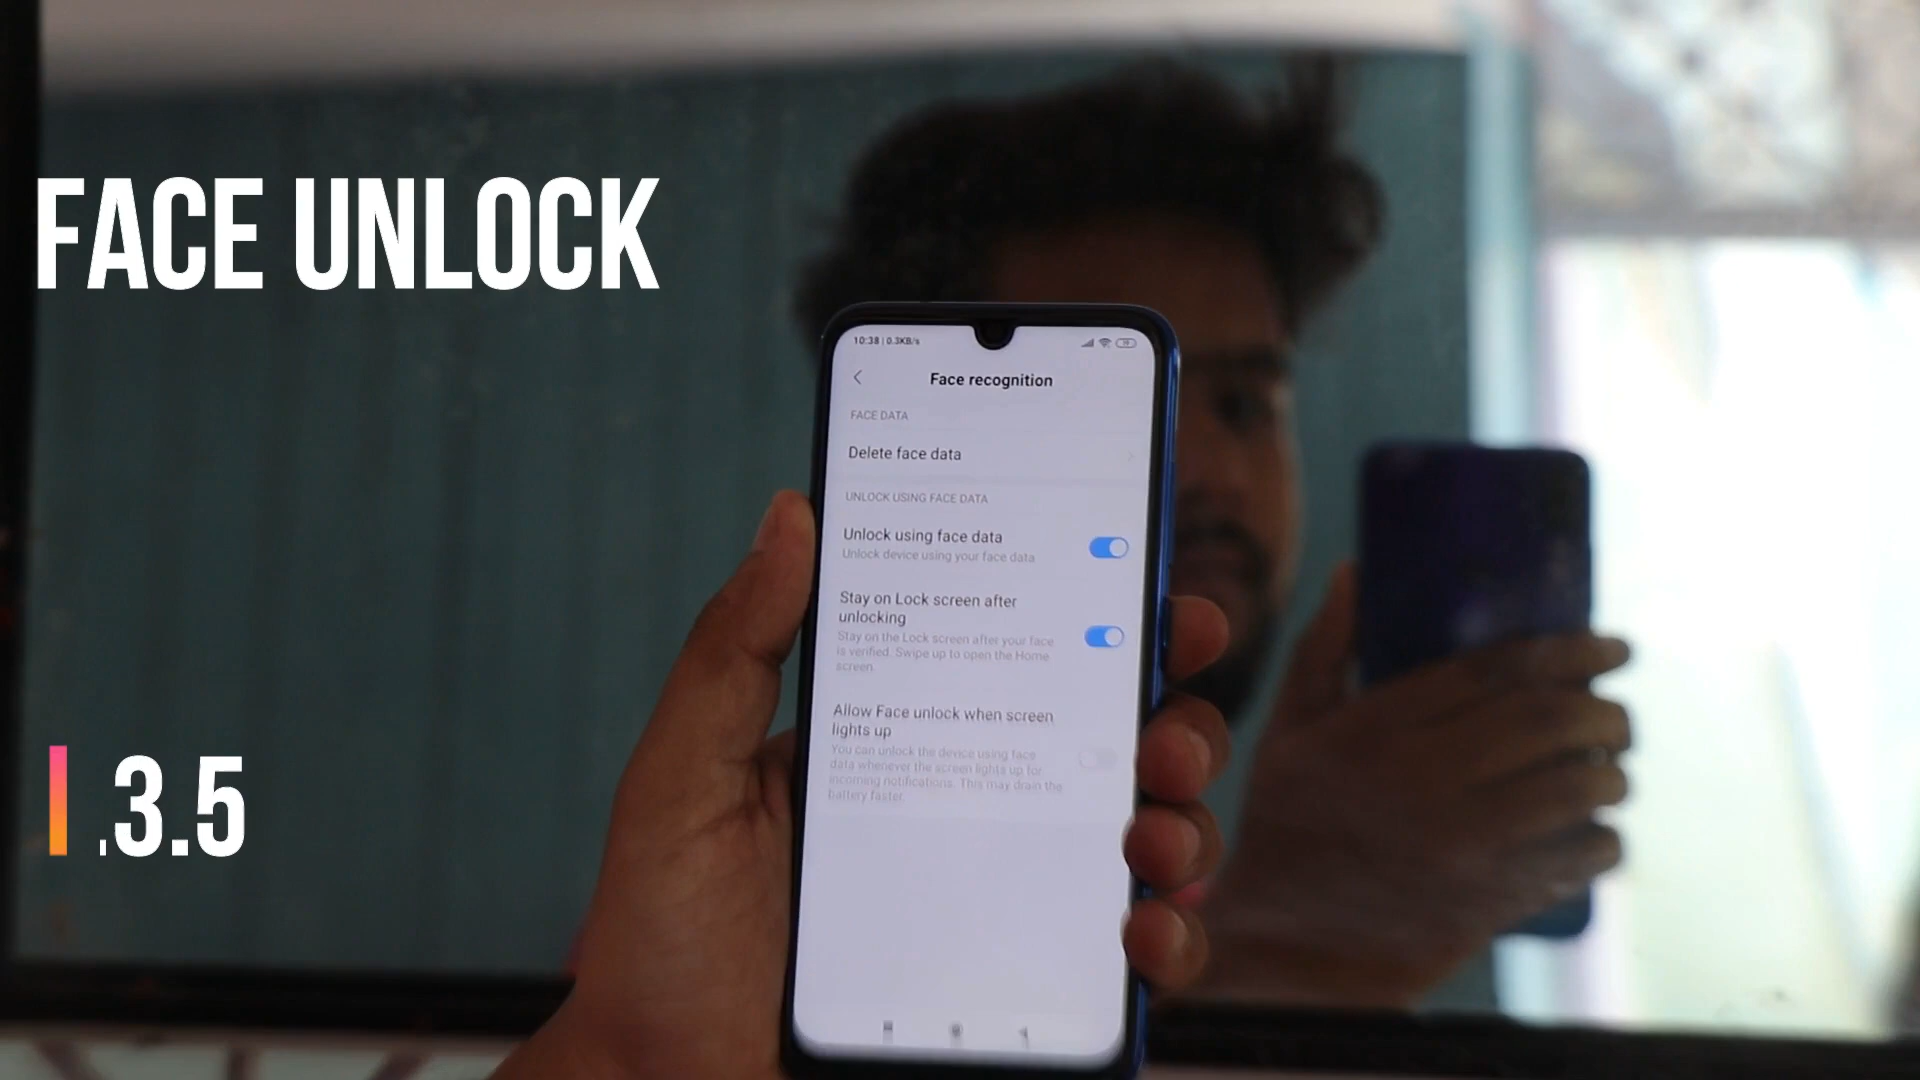 FACE UNLOCK
.3.5
10:38 | 0.3KB/s
Face recognition
FACE DATA
Delete face data
UNLOCK USING FACE DATA
Unlock using face data
Unlock device using your face data
Stay on Lock screen after
unlocking
Stay on the Lock screen after your face
is verified. Swipe up to open the Home
screen.
Allow Face unlock when screen
lights up
You can unlock the device using face
data whenever the screen lights up for
incoming notifications. This may drain the
battery faster.